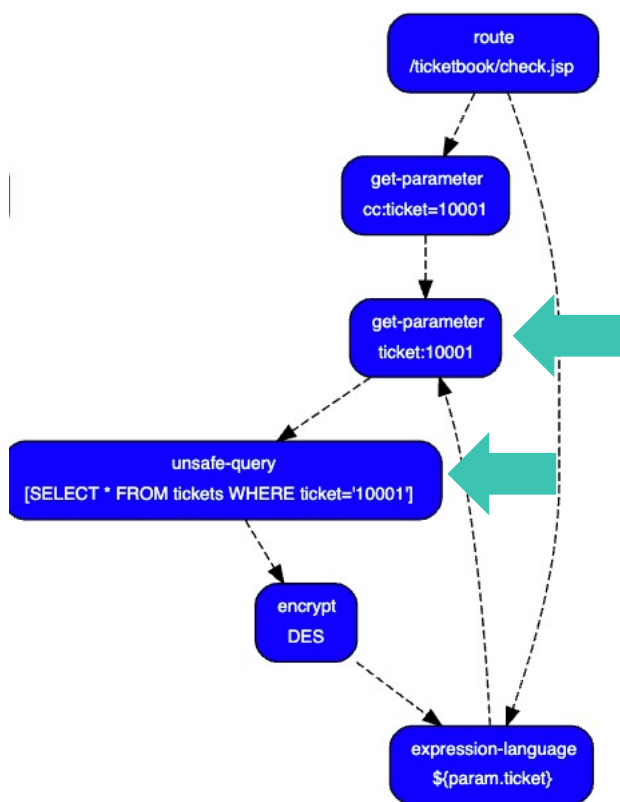 route
/ticketbook/check.jsp
get-parameter
cc:ticket=10001
get-parameter
ticket:10001
unsafe-query
[SELECT * FROM tickets WHERE ticket='10001']
encrypt
DES
expression-language
${param.ticket}